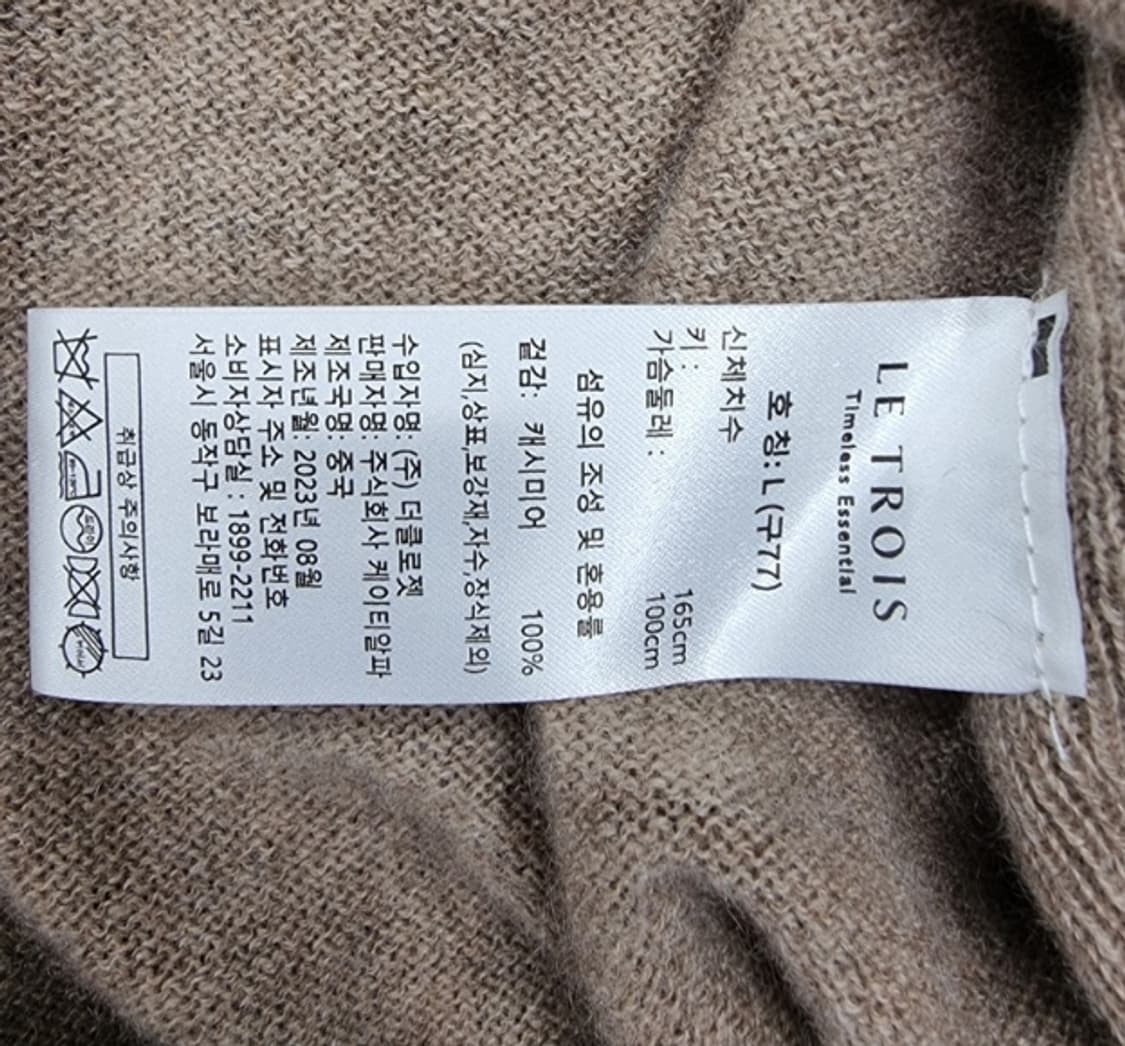 LE TROIS
Timeless Essential
호 칭: L (구77)
신체치수
키 : 165cm
가슴둘레 : 100cm
섬유의 조성 및 혼용률
겉감: 캐시미어 100%
(심지,상표,보강재,자수,장식제외)
수입자명: (주) 더클로젯
판매자명: 주식회사 케이티알파
제조국명: 중국
제조년월: 2023년 08월
표시자 주소 및 전화번호
소비자상담실 : 1899-2211
서울시 동작구 보라매로 5길 23
취급상 주의사항
드라이